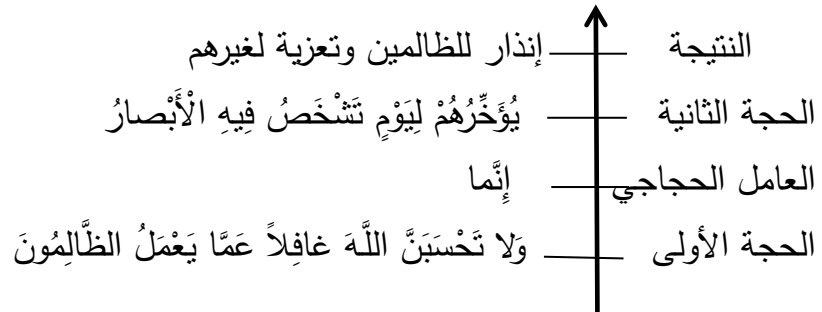 النتيجة إنذار للظالمين وتعزية لغيرهم
الحجة الثانية يُؤَخِّرُهُمْ لِيَوْمٍ تَشْخَصُ فِيهِ الْأَبْصارُ
العامل الحجاجي إِنَّما
الحجة الأولى وَلا تَحْسَبَنَّ اللَّهَ غافِلاً عَمَّا يَعْمَلُ الظَّالِمُونَ